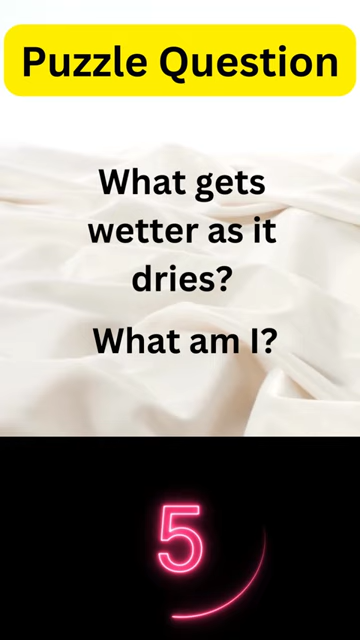 Puzzle Question
What gets
wetter as it
dries?
What am I?
5